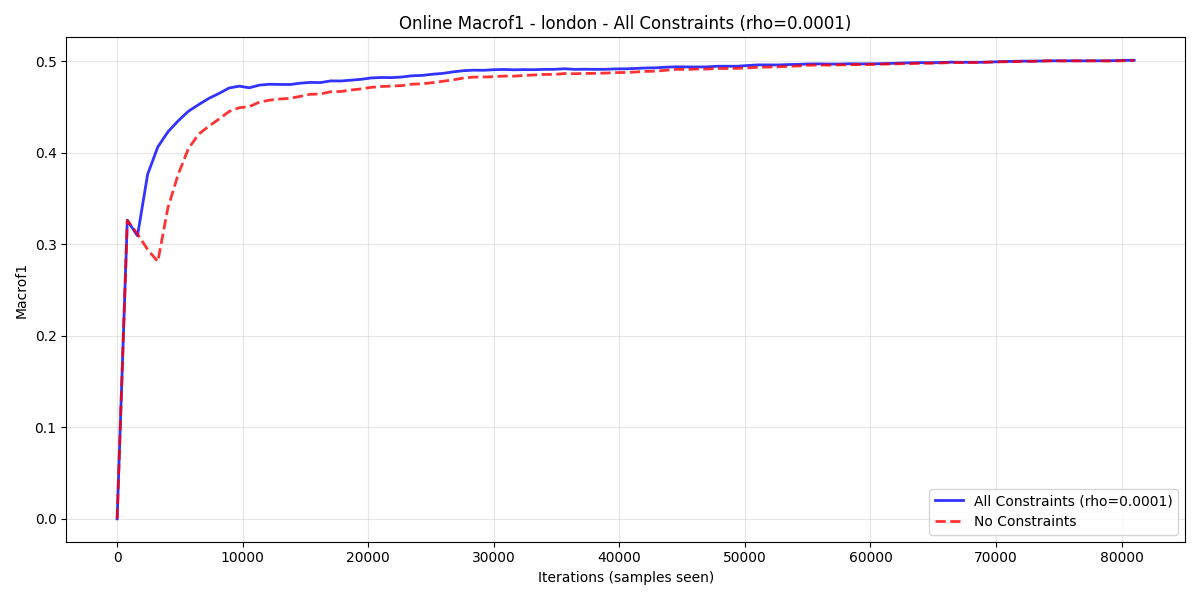 Online Macrof1 - london - All Constraints (rho=0.0001)
Macrof1
0.5
0.4
0.3
0.2
0.1
0.0
All Constraints (rho=0.0001)
No Constraints
0 10000 20000 30000 40000 50000 60000 70000 80000
Iterations (samples seen)